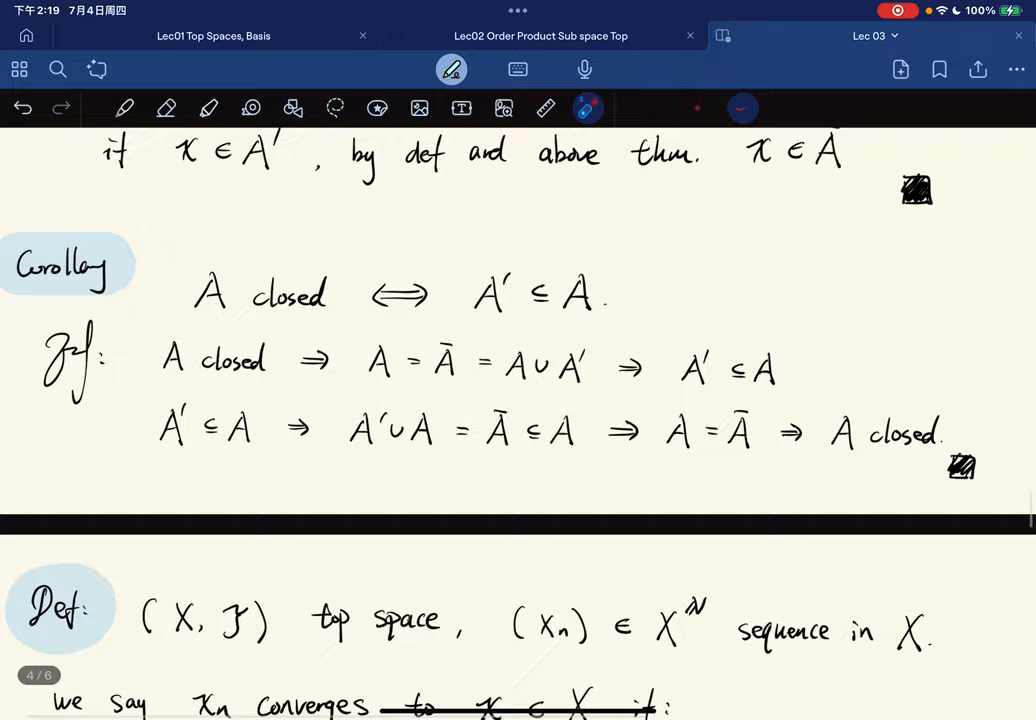 下午2:19 7月4日周四
100%
Lec01 Top Spaces, Basis
Lec02 Order Product Sub space Top
Lec 03
if x ∈ A′, by def and above thm. x ∈ Ā
Corollary
A closed ⟺ A′ ⊆ A.
Prf: A closed ⇒ A = Ā = A ∪ A′ ⇒ A′ ⊆ A
A′ ⊆ A ⇒ A′ ∪ A = Ā ⊆ A ⇒ A = Ā ⇒ A closed.
Def: (X, 𝒯) top space, (xₙ) ∈ X^ℕ sequence in X.
4 / 6
we say xₙ converges to x ∈ X if: